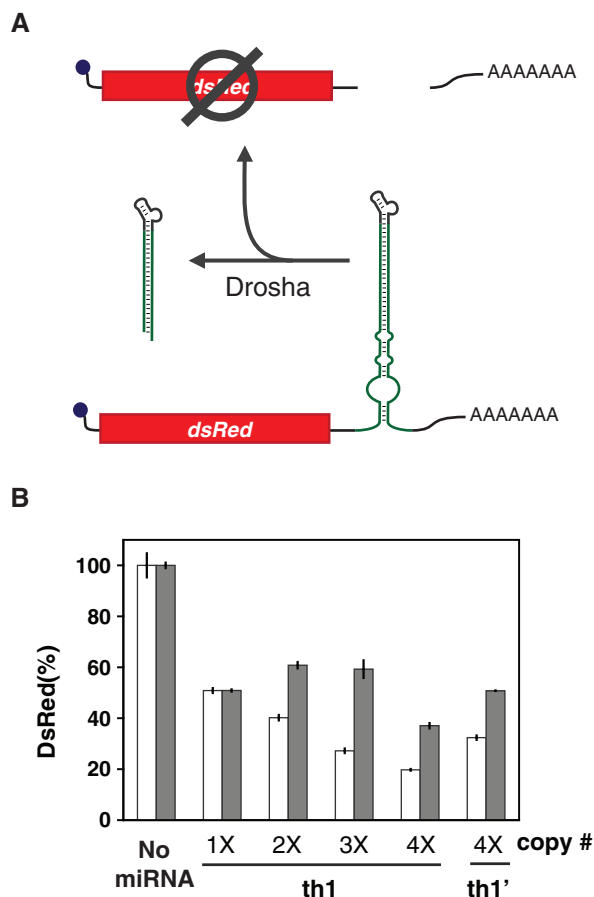 A
dsRed
AAAAAAA
Drosha
dsRed
AAAAAAA
B
DsRed(%)
100
80
60
40
20
0
No miRNA
1X 2X 3X 4X 4X copy #
th1 th1’